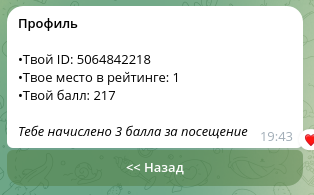 Профиль
•Твой ID: 5064842218
•Твое место в рейтинге: 1
•Твой балл: 217
Тебе начислено 3 балла за посещение
19:43
<< Назад